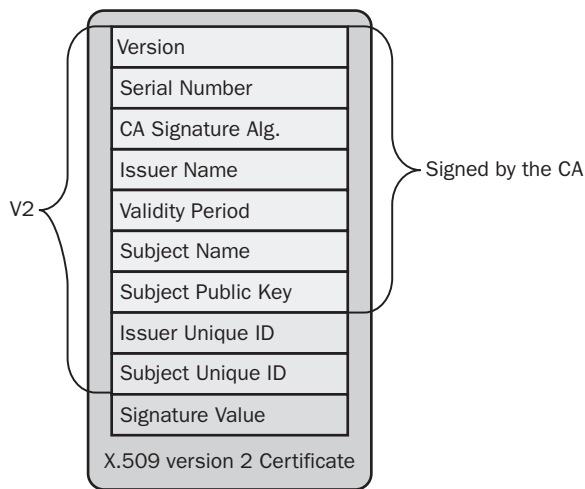 Version
Serial Number
CA Signature Alg.
Issuer Name
Signed by the CA
Validity Period
V2
Subject Name
Subject Public Key
Issuer Unique ID
Subject Unique ID
Signature Value
X.509 version 2 Certificate